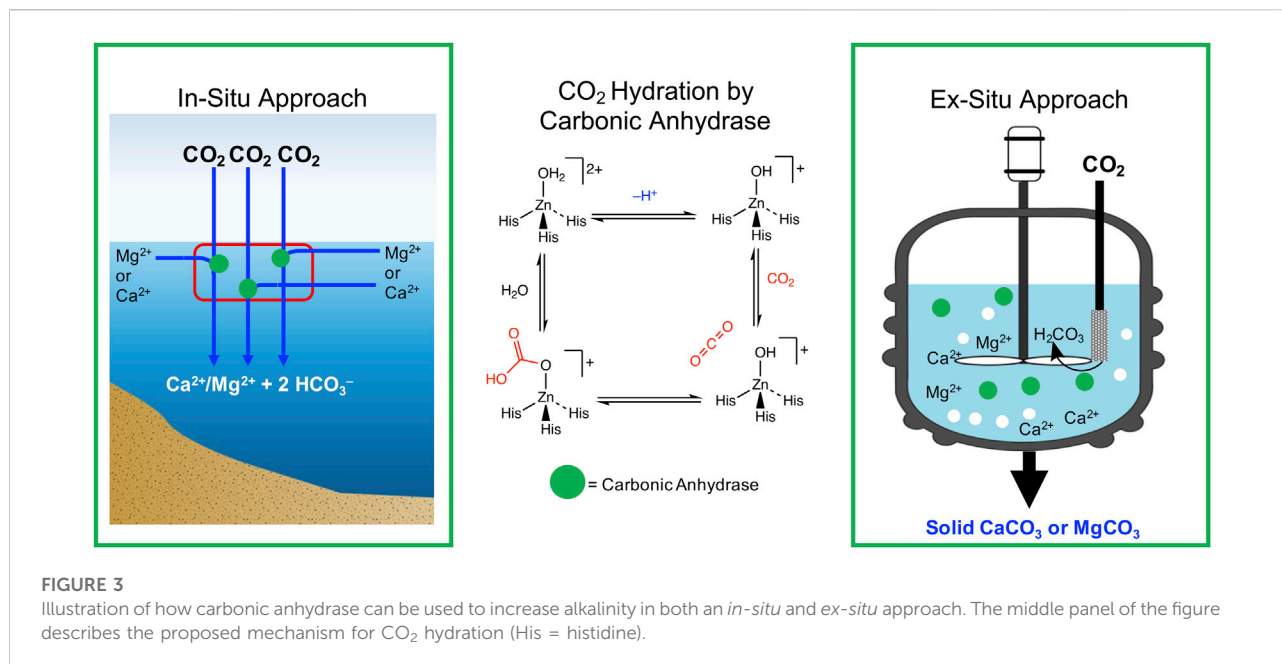 In-Situ Approach
CO₂ CO₂ CO₂
Mg²⁺
or
Ca²⁺
Mg²⁺
or
Ca²⁺
Ca²⁺/Mg²⁺ + 2 HCO₃⁻
CO₂ Hydration by
Carbonic Anhydrase
OH₂
2+
Zn
His
His
His
–H⁺
OH
+
Zn
His
His
His
H₂O
CO₂
O
HO
O
+
Zn
His
His
His
O=C=O
OH
+
Zn
His
His
His
= Carbonic Anhydrase
Ex-Situ Approach
CO₂
H₂CO₃
Mg²⁺
Ca²⁺
Mg²⁺
Ca²⁺
Ca²⁺
Solid CaCO₃ or MgCO₃
FIGURE 3
Illustration of how carbonic anhydrase can be used to increase alkalinity in both an in-situ and ex-situ approach. The middle panel of the figure
describes the proposed mechanism for CO₂ hydration (His = histidine).